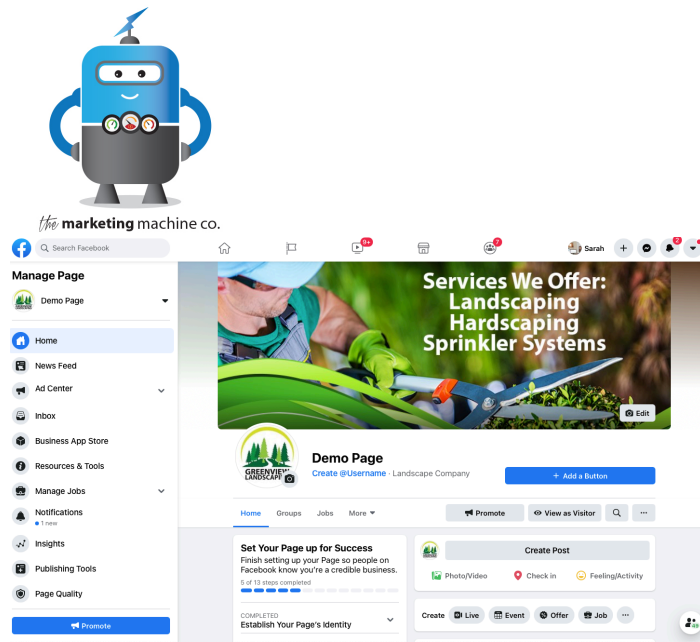 the marketing machine co.
Search Facebook
9+
7
Sarah
2
Manage Page
Demo Page
Home
News Feed
Ad Center
Inbox
Business App Store
Resources & Tools
Manage Jobs
Notifications
1 new
Insights
Publishing Tools
Page Quality
Promote
Services We Offer:
Landscaping
Hardscaping
Sprinkler Systems
Edit
GREENVIEW
LANDSCAPE
Demo Page
Create @Username · Landscape Company
+ Add a Button
Home Groups Jobs More
Promote View as Visitor
Set Your Page up for Success
Finish setting up your Page so people on
Facebook know you're a credible business.
5 of 13 steps completed
COMPLETED
Establish Your Page's Identity
Create Post
Photo/Video Check in Feeling/Activity
Create Live Event Offer Job